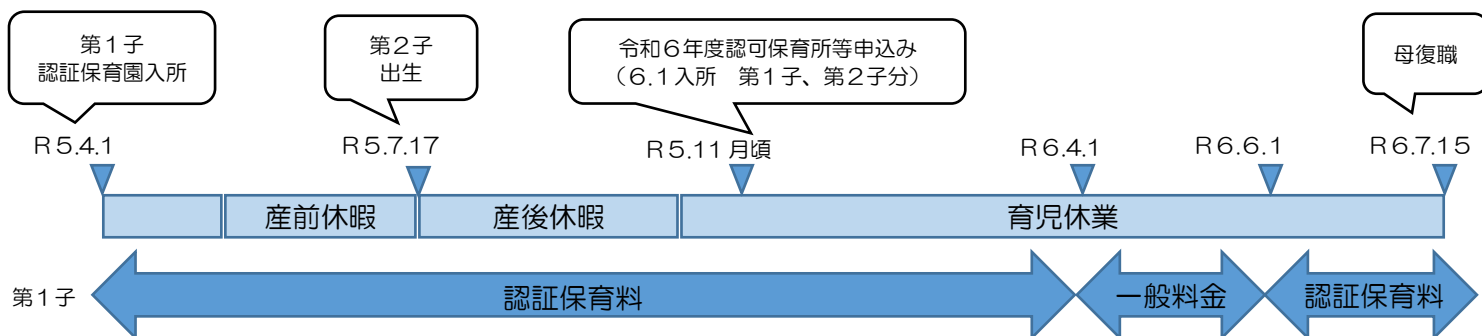 第１子
認証保育園入所
第２子
出生
令和６年度認可保育所等申込み
（６.１入所　第１子、第２子分）
母復職
Ｒ５.４.１
Ｒ５.７.１７
Ｒ５.１１月頃
Ｒ６.４.１
Ｒ６.６.１
Ｒ６.７.１５
産前休暇
産後休暇
育児休業
第１子
認証保育料
一般料金
認証保育料